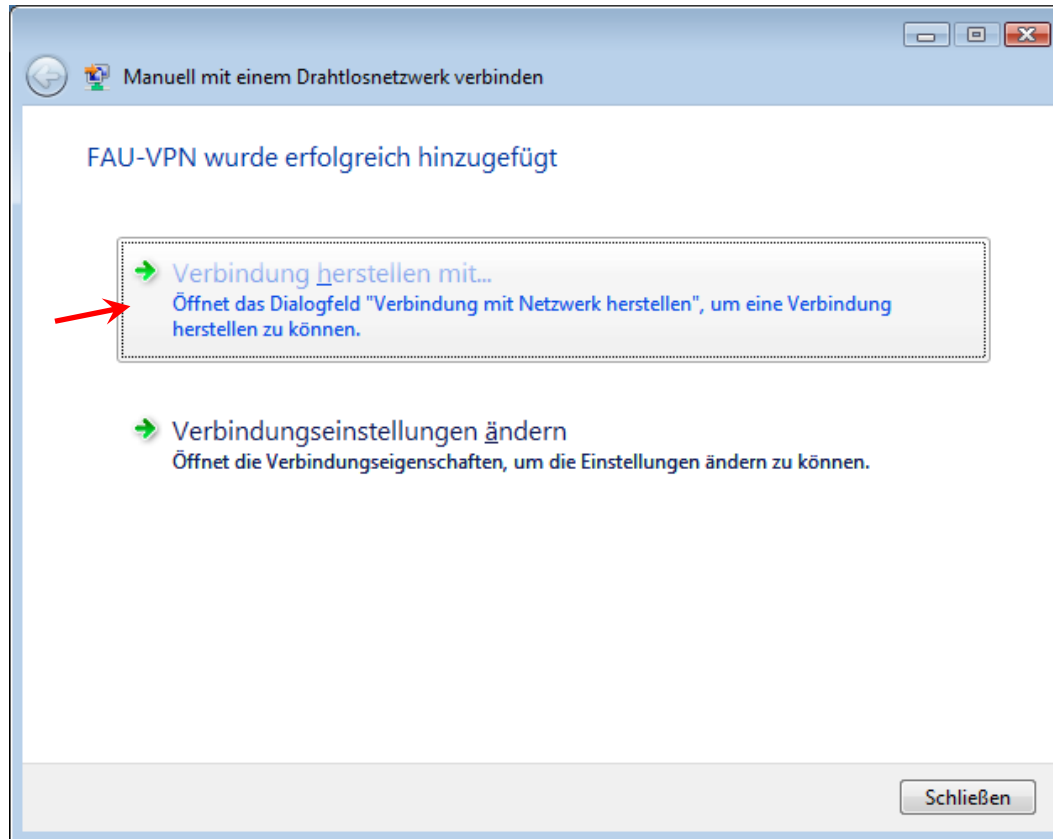 Manuell mit einem Drahtlosnetzwerk verbinden
FAU-VPN wurde erfolgreich hinzugefügt
Verbindung herstellen mit...
Öffnet das Dialogfeld "Verbindung mit Netzwerk herstellen", um eine Verbindung
herstellen zu können.
Verbindungseinstellungen ändern
Öffnet die Verbindungseigenschaften, um die Einstellungen ändern zu können.
Schließen